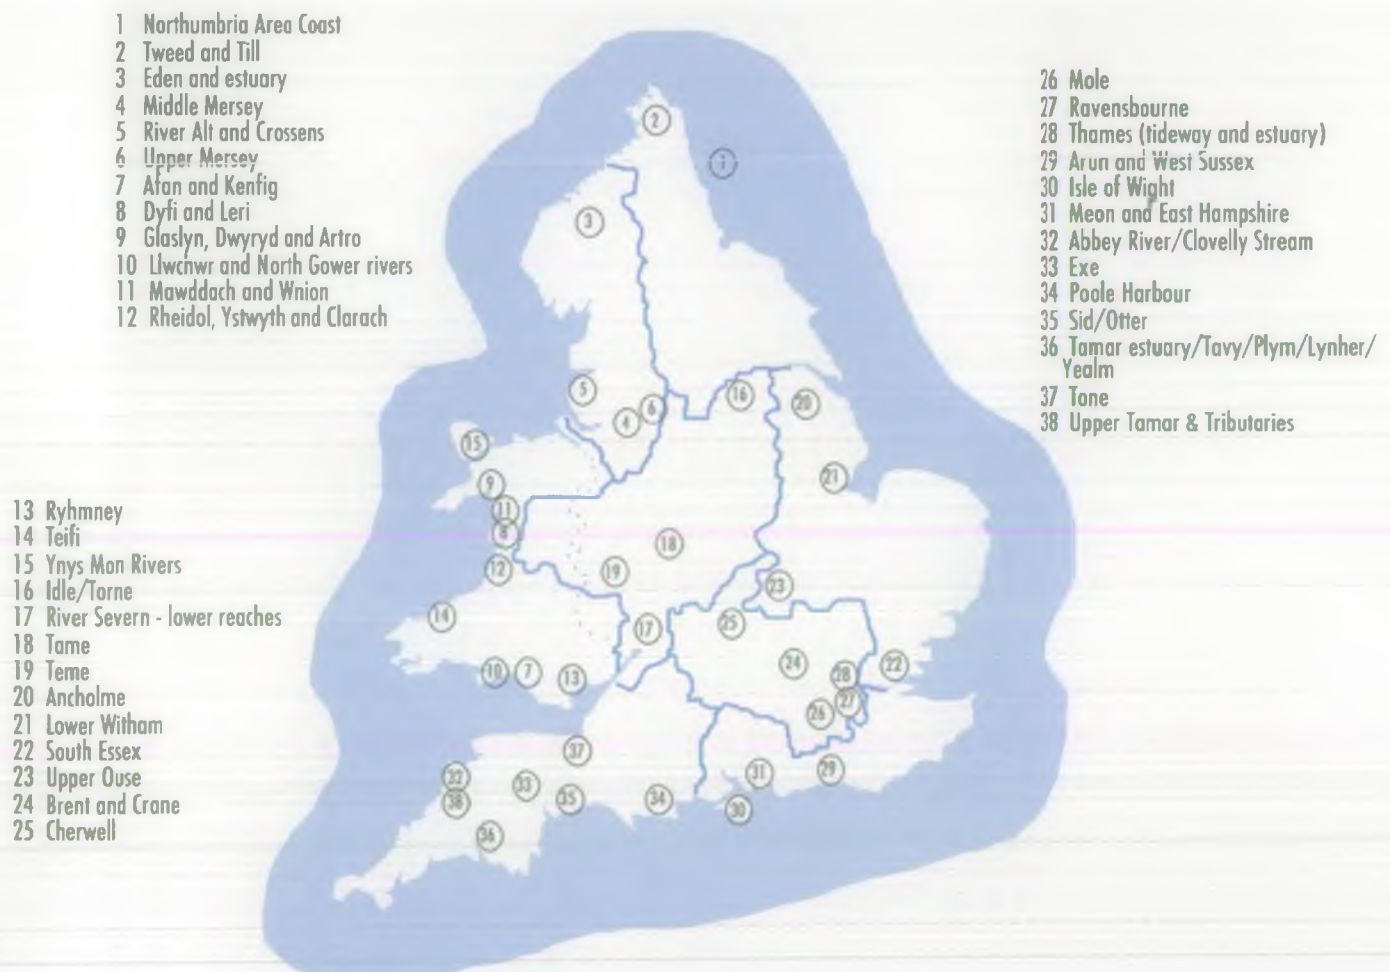 1 Northumbria Area Coast
2 Tweed and Till
3 Eden and estuary
4 Middle Mersey
5 River Alt and Crossens
6 Upper Mersey
7 Afan and Kenfig
8 Dyfi and Leri
9 Glaslyn, Dwyryd and Artro
10 Llwchwr and North Gower rivers
11 Mawddach and Wnion
12 Rheidol, Ystwyth and Clarach
13 Ryhmney
14 Teifi
15 Ynys Mon Rivers
16 Idle/Torne
17 River Severn - lower reaches
18 Tame
19 Teme
20 Ancholme
21 Lower Witham
22 South Essex
23 Upper Ouse
24 Brent and Crane
25 Cherwell
26 Mole
27 Ravensbourne
28 Thames (tideway and estuary)
29 Arun and West Sussex
30 Isle of Wight
31 Meon and East Hampshire
32 Abbey River/Clovelly Stream
33 Exe
34 Poole Harbour
35 Sid/Otter
36 Tamar estuary/Tavy/Plym/Lynher/
Yealm
37 Tone
38 Upper Tamar & Tributaries
2
1
3
5
6
16
20
4
15
21
9
11
8
18
12
19
23
14
17
25
10
7
13
24
28
22
27
26
37
32
33
38
35
34
31
29
30
36